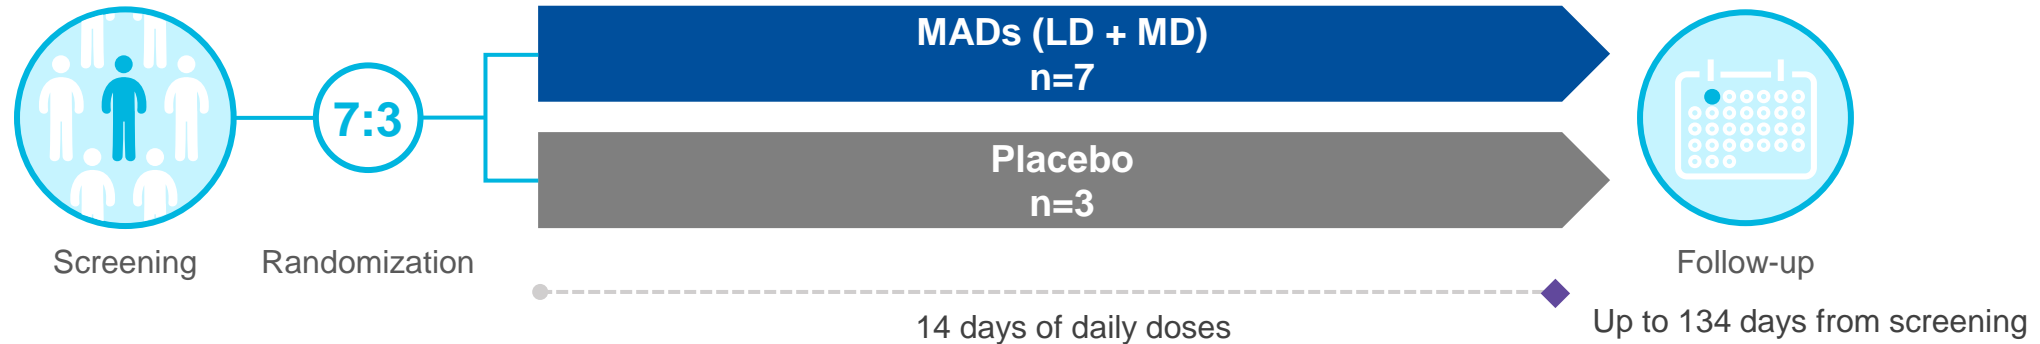 MADs (LD + MD)
n=7
7:3
Placebo
n=3
Screening
Randomization
Follow-up
14 days of daily doses
Up to 134 days from screening